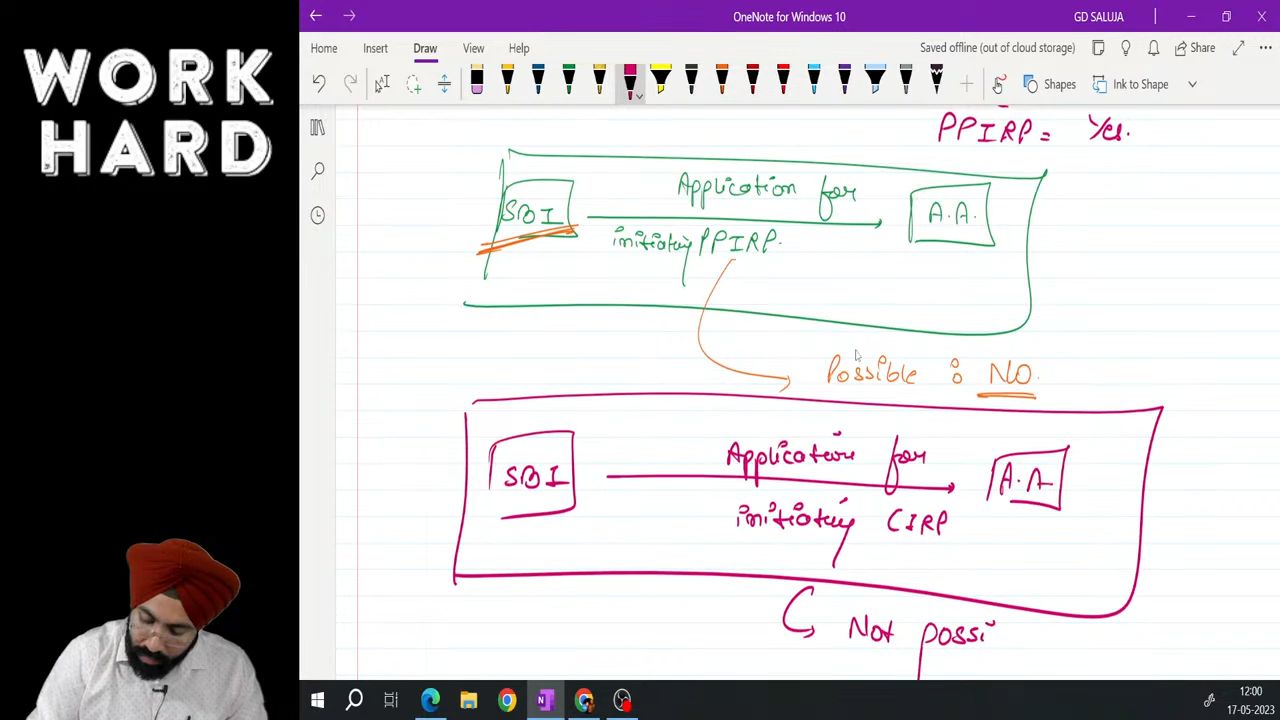 WORK
HARD
OneNote for Windows 10
GD SALUJA
Home
Insert
Draw
View
Help
Saved offline (out of cloud storage)
Share
Shapes
Ink to Shape
PPIRP = Yes.
SBI
Application for
initiating PPIRP.
A.A.
Possible : NO.
SBI
Application for
initiating CIRP
A.A
Not possi
12:00
17-05-2023